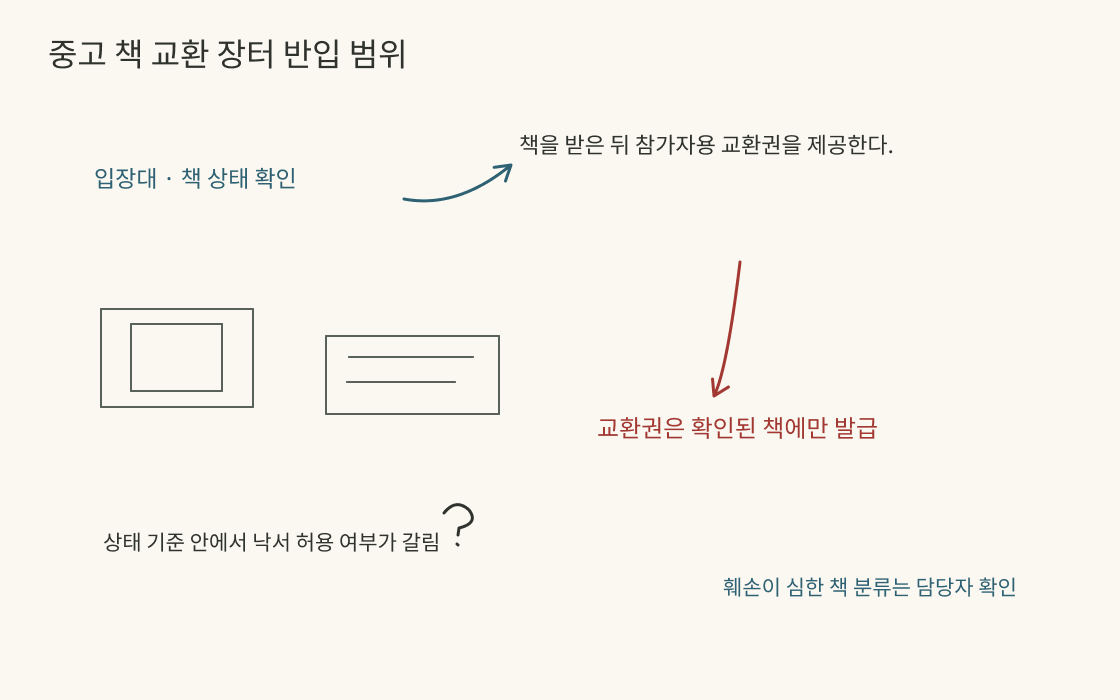 중고 책 교환 장터 반입 범위
책을 받은 뒤 참가자용 교환권을 제공한다.
입장대 · 책 상태 확인
교환권은 확인된 책에만 발급
상태 기준 안에서 낙서 허용 여부가 갈림 ?
훼손이 심한 책 분류는 담당자 확인